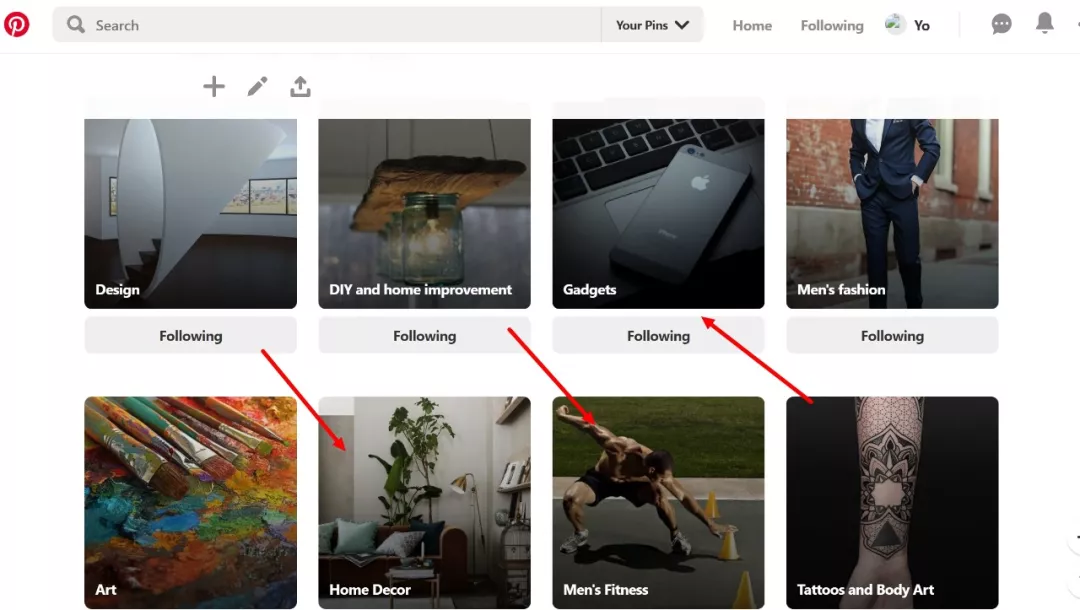 Search
Your Pins
Home
Following
Yo
Design
DIY and home improvement
Gadgets
Men's fashion
Following
Following
Following
Following
Art
Home Decor
Men's Fitness
Tattoos and Body Art